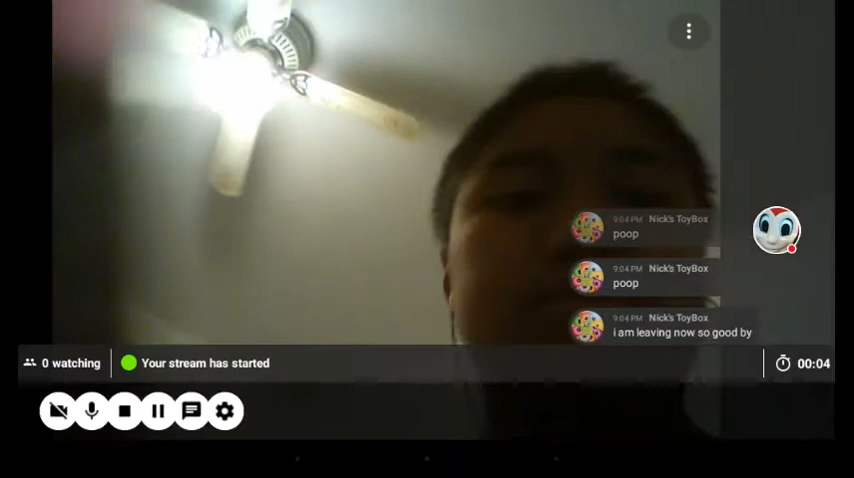 9:04 PM Nick's ToyBox
poop
9:04 PM Nick's ToyBox
poop
9:04 PM Nick's ToyBox
i am leaving now so good by
0 watching Your stream has started 00:04